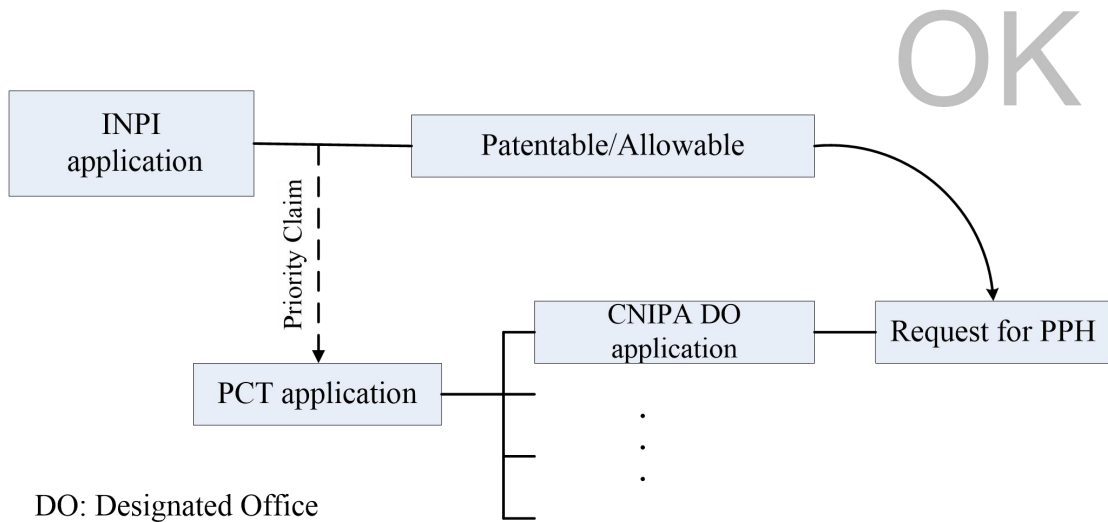 OK
INPI
application
Patentable/Allowable
Priority Claim
CNIPA DO
application
Request for PPH
PCT application
DO: Designated Office